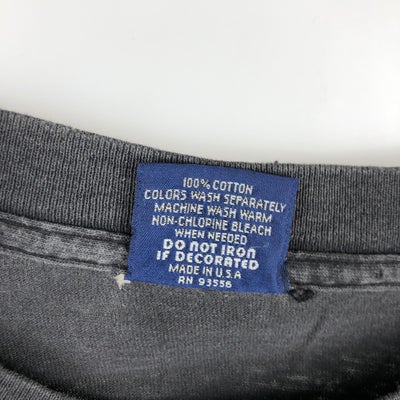 100% COTTON
COLORS WASH SEPARATELY
MACHINE WASH WARM
NON-CHLORINE BLEACH
WHEN NEEDED
DO NOT IRON
IF DECORATED
MADE IN U.S.A
RN 93556